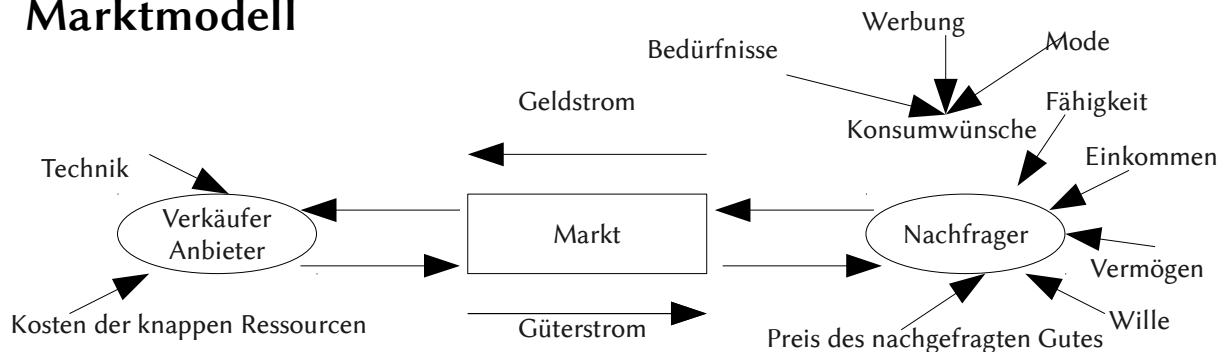 Marktmodell
Werbung
Bedürfnisse
Mode
Geldstrom
Fähigkeit
Konsumwünsche
Einkommen
Technik
Verkäufer
Anbieter
Markt
Nachfrager
Vermögen
Kosten der knappen Ressourcen
Güterstrom
Preis des nachgefragten Gutes
Wille